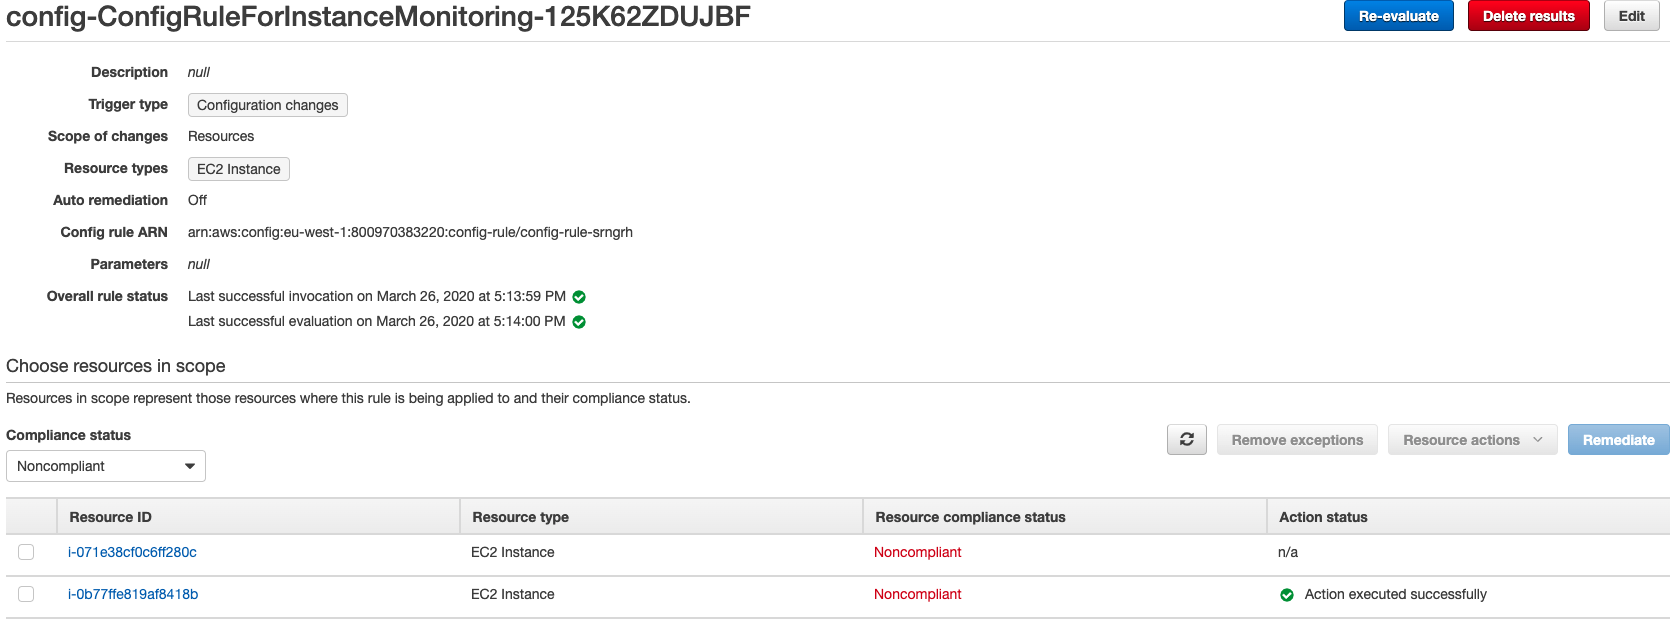 config-ConfigRuleForInstanceMonitoring-125K62ZDUJBF
Re-evaluate
Delete results
Edit
Description null
Trigger type Configuration changes
Scope of changes Resources
Resource types EC2 Instance
Auto remediation Off
Config rule ARN arn:aws:config:eu-west-1:800970383220:config-rule/config-rule-srngrh
Parameters null
Overall rule status Last successful invocation on March 26, 2020 at 5:13:59 PM
Last successful evaluation on March 26, 2020 at 5:14:00 PM
Choose resources in scope
Resources in scope represent those resources where this rule is being applied to and their compliance status.
Compliance status
Noncompliant
Remove exceptions
Resource actions
Remediate
Resource ID Resource type Resource compliance status Action status
i-071e38cf0c6ff280c EC2 Instance Noncompliant n/a
i-0b77ffe819af8418b EC2 Instance Noncompliant Action executed successfully